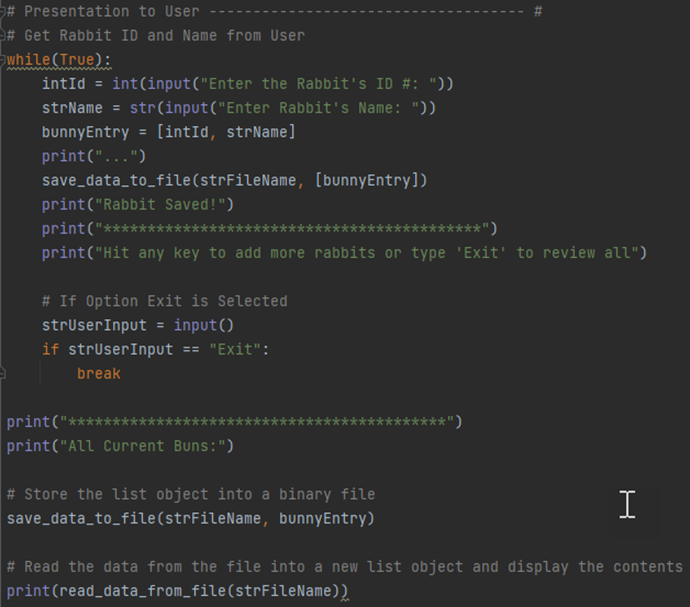 # Presentation to User ------------------------------------ #
# Get Rabbit ID and Name from User
while(True):
    intId = int(input("Enter the Rabbit's ID #: "))
    strName = str(input("Enter Rabbit's Name: "))
    bunnyEntry = [intId, strName]
    print("...")
    save_data_to_file(strFileName, [bunnyEntry])
    print("Rabbit Saved!")
    print("*******************************************")
    print("Hit any key to add more rabbits or type 'Exit' to review all")
    # If Option Exit is Selected
    strUserInput = input()
    if strUserInput == "Exit":
        break
print("*******************************************")
print("All Current Buns:")
# Store the list object into a binary file
save_data_to_file(strFileName, bunnyEntry)
# Read the data from the file into a new list object and display the contents
print(read_data_from_file(strFileName))